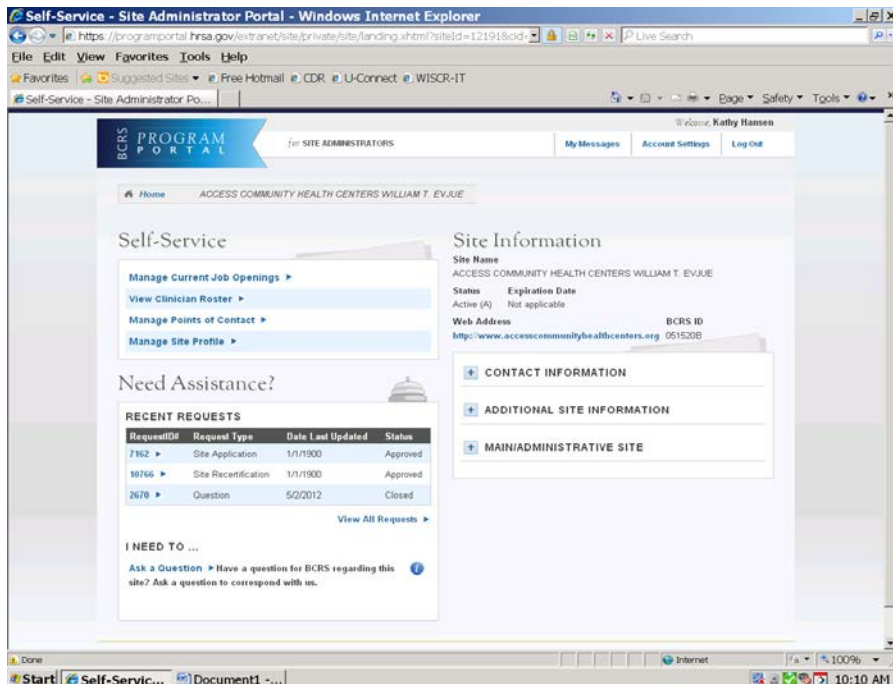 Self-Service - Site Administrator Portal - Windows Internet Explorer
https://programportal.hrsa.gov/extranet/site/private/site/landing.xhtml?siteId=12191&cid-
Live Search
File Edit View Favorites Tools Help
Favorites Suggested Sites Free Hotmail CDR U-Connect WISCR-IT
Self-Service - Site Administrator Po...
Page Safety Tools
Welcome, Kathy Hansen
BCRS PROGRAM PORTAL
for SITE ADMINISTRATORS
My Messages Account Settings Log Out
Home ACCESS COMMUNITY HEALTH CENTERS WILLIAM T. EVJUE
Self-Service
Manage Current Job Openings
View Clinician Roster
Manage Points of Contact
Manage Site Profile
Need Assistance?
RECENT REQUESTS
RequestID# Request Type Date Last Updated Status
7162 Site Application 1/1/1900 Approved
10766 Site Recertification 1/1/1900 Approved
2670 Question 5/2/2012 Closed
View All Requests
I NEED TO ...
Ask a Question Have a question for BCRS regarding this
site? Ask a question to correspond with us.
Site Information
Site Name
ACCESS COMMUNITY HEALTH CENTERS WILLIAM T. EVJUE
Status Expiration Date
Active (A) Not applicable
Web Address BCRS ID
http://www.accesscommunityhealthcenters.org 051520B
+ CONTACT INFORMATION
+ ADDITIONAL SITE INFORMATION
+ MAIN/ADMINISTRATIVE SITE
Done Internet 100%
Start Self-Servic... Document1 -... 10:10 AM